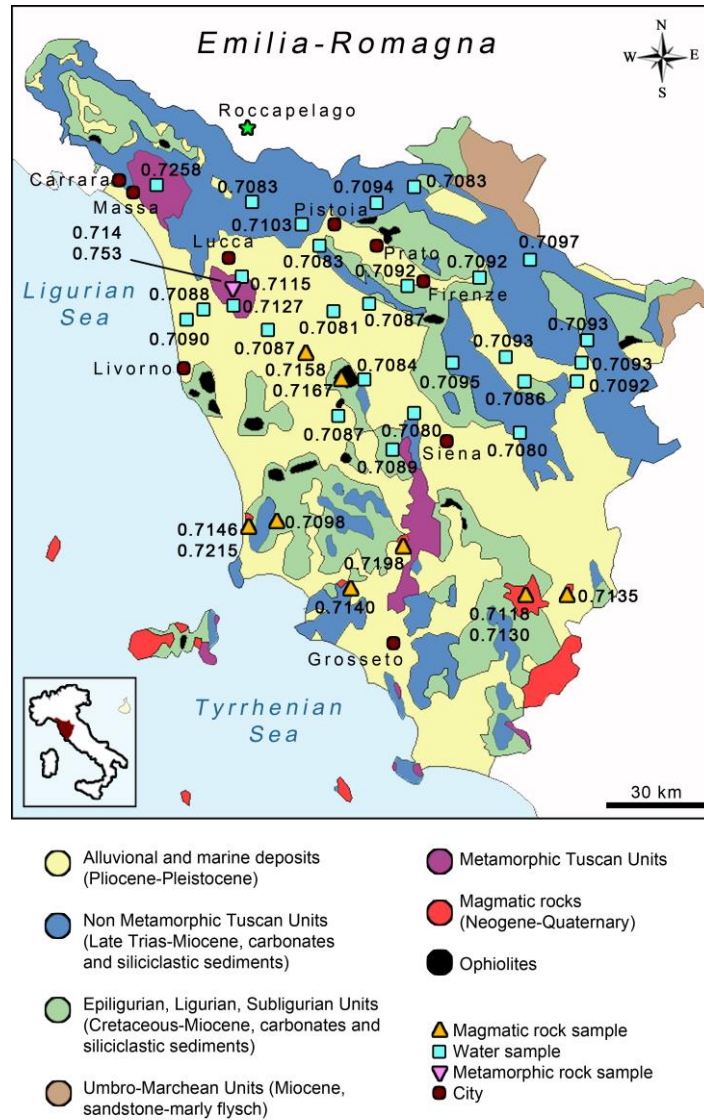 Emilia-Romagna
N
W E
S
Roccapelago
Carrara
0.7258
Massa
0.7083
0.7094
0.7083
0.7103
Pistoia
0.714
0.753
Lucca
0.7083
Prato
0.7097
0.7092
0.7092
Firenze
Ligurian
Sea
0.7115
0.7127
0.7088
0.7090
0.7081
0.7087
0.7093
0.7093
Livorno
0.7087
0.7158
0.7167
0.7084
0.7095
0.7086
0.7093
0.7092
0.7087
0.7080
Siena
0.7080
0.7089
0.7146
0.7215
0.7098
0.7198
0.7140
0.7118
0.7130
0.7135
Grosseto
Tyrrhenian
Sea
30 km
Alluvional and marine deposits
(Pliocene-Pleistocene)
Non Metamorphic Tuscan Units
(Late Trias-Miocene, carbonates
and siliciclastic sediments)
Epiligurian, Ligurian, Subligurian Units
(Cretaceous-Miocene, carbonates and
siliciclastic sediments)
Umbro-Marchean Units (Miocene,
sandstone-marly flysch)
Metamorphic Tuscan Units
Magmatic rocks
(Neogene-Quaternary)
Ophiolites
Magmatic rock sample
Water sample
Metamorphic rock sample
City